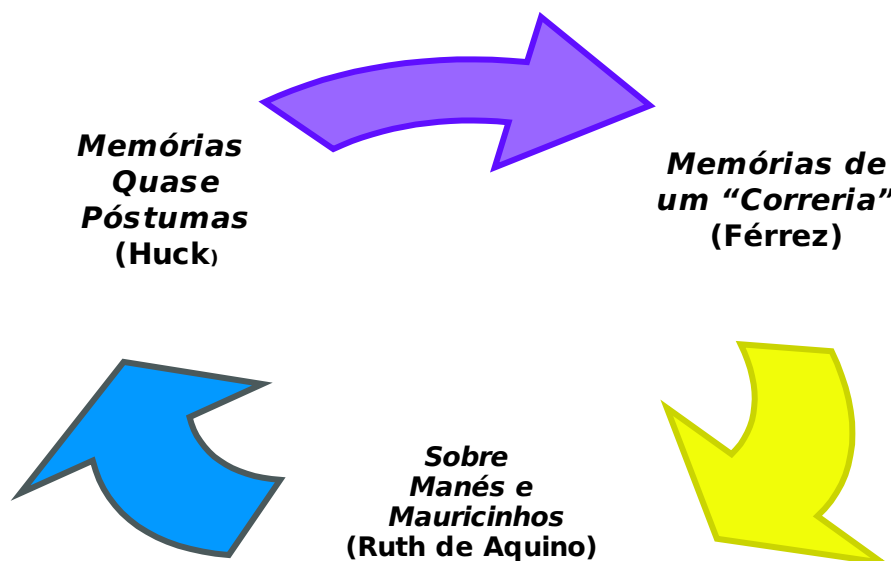 Memórias
Quase
Póstumas
(Huck)
Memórias de
um “Correria”
(Férrez)
Sobre
Manés e
Mauricinhos
(Ruth de Aquino)